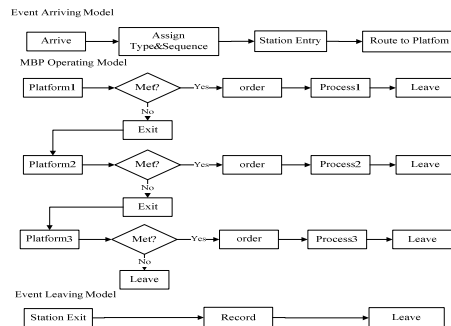 Event Arriving Model
Arrive
Assign
Type&Sequence
Station Entry
Route to Platfom
MBP Operating Model
Platform1
Met?
Yes
order
Process1
Leave
No
Exit
Platform2
Met?
Yes
order
Process2
Leave
No
Exit
Platform3
Met?
Yes
order
Process3
Leave
No
Leave
Event Leaving Model
Station Exit
Record
Leave